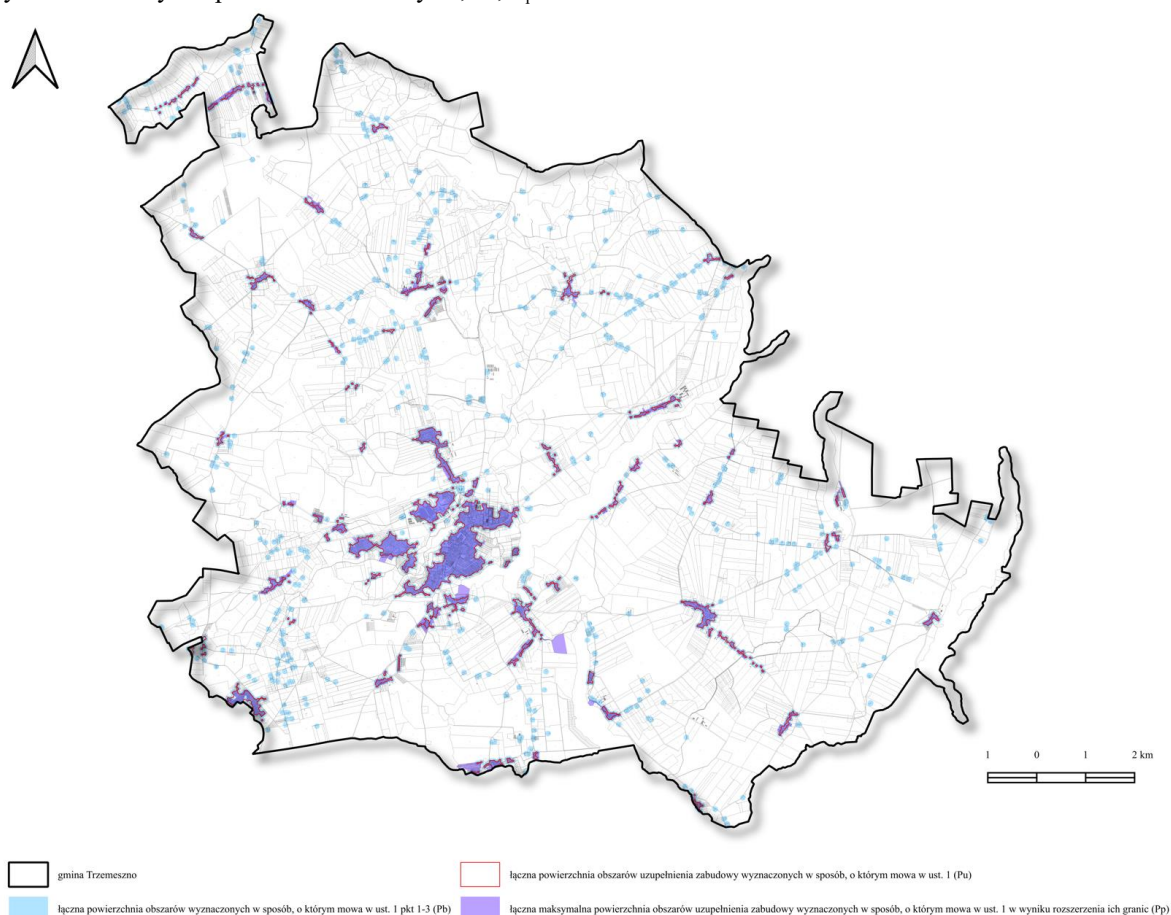 1 0 1 2 km
gmina Trzemeszno
łączna powierzchnia obszarów uzupełnienia zabudowy wyznaczonych w sposób, o którym mowa w ust. 1 (Pu)
łączna powierzchnia obszarów wyznaczonych w sposób, o którym mowa w ust. 1 pkt 1-3 (Pb)
łączna maksymalna powierzchnia obszarów uzupełnienia zabudowy wyznaczonych w sposób, o którym mowa w ust. 1 w wyniku rozszerzenia ich granic (Pp)